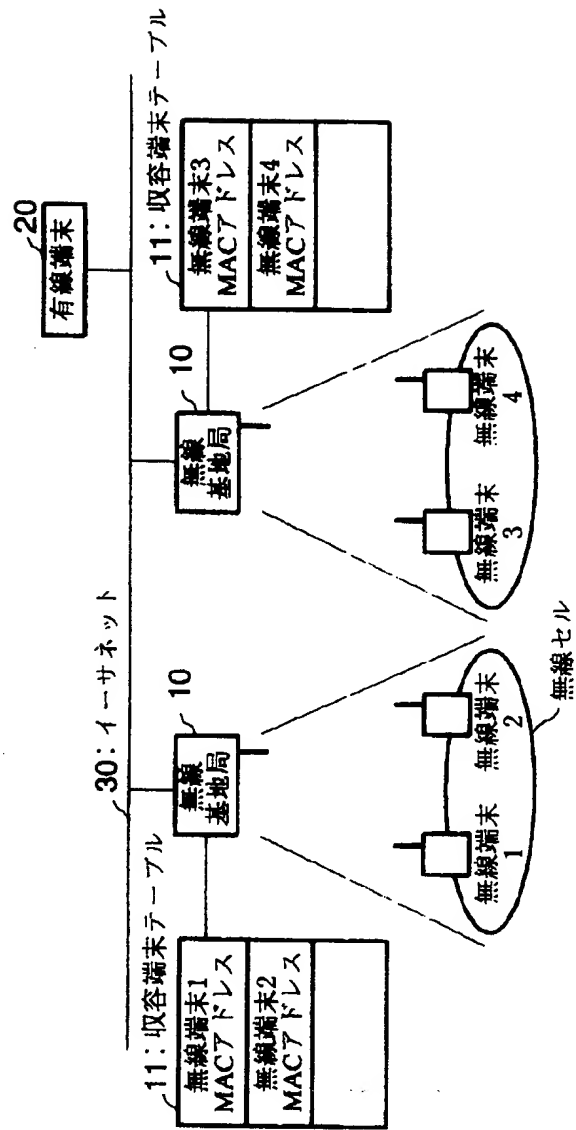 20
有線端末
30：イーサネット
11：収容端末テーブル
無線端末1
MACアドレス
無線端末2
MACアドレス
10
無線
基地局
10
無線
基地局
11：収容端末テーブル
無線端末3
MACアドレス
無線端末4
MACアドレス
無線端末
1
無線端末
2
無線端末
3
無線端末
4
無線セル